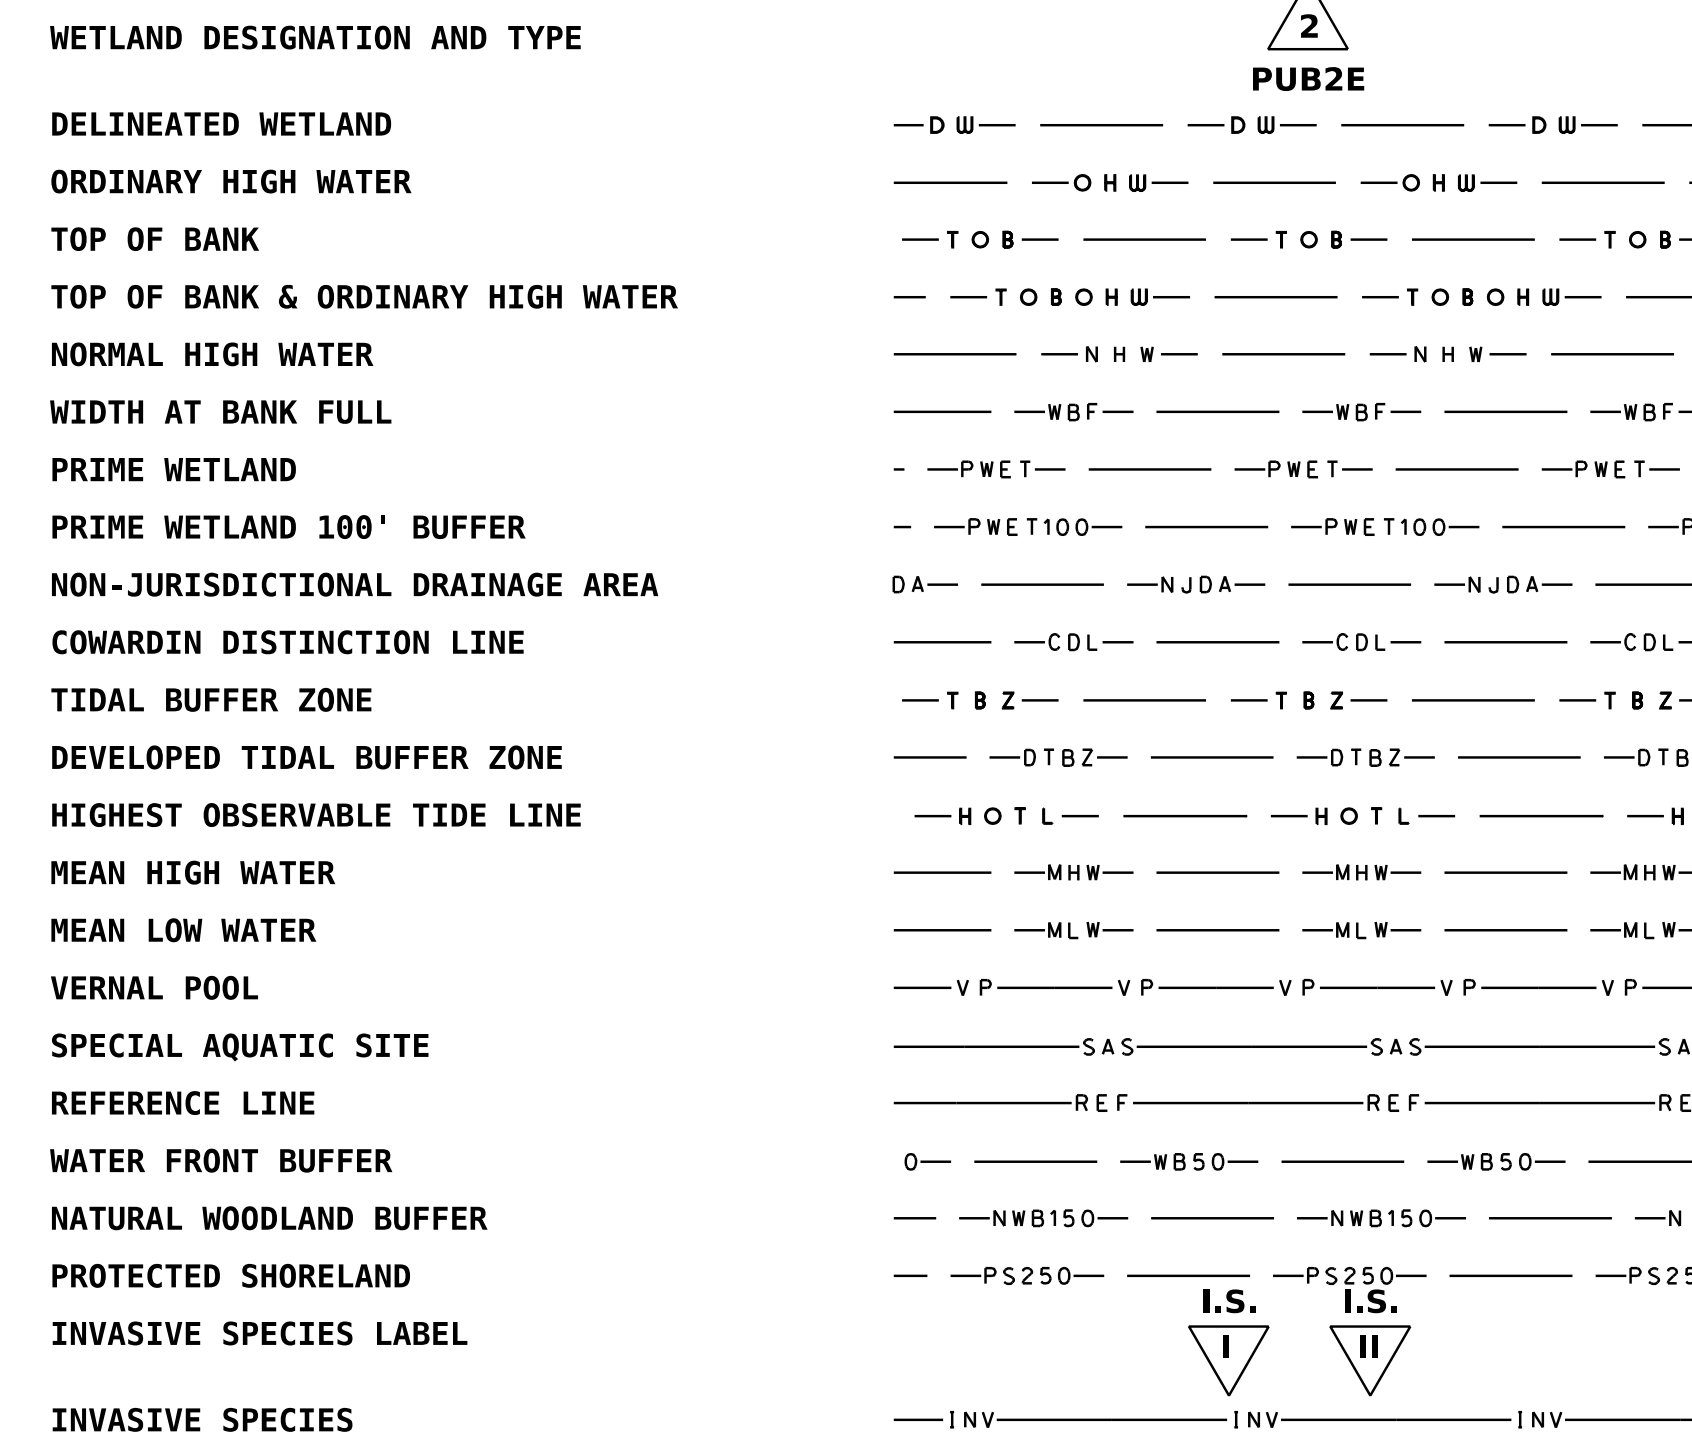 2
WETLAND DESIGNATION AND TYPE
PUB2E
DELINEATED WETLAND DW DW DW
ORDINARY HIGH WATER OHW OHW
TOP OF BANK TOB TOB TOB
TOP OF BANK & ORDINARY HIGH WATER TOBOHW TOBOHW
NORMAL HIGH WATER NHW NHW
WIDTH AT BANK FULL WBF WBF WBF
PRIME WETLAND PWET PWET PWET
PRIME WETLAND 100' BUFFER PWET100 PWET100 P
NON-JURISDICTIONAL DRAINAGE AREA DA NJDA NJDA
COWARDIN DISTINCTION LINE CDL CDL CDL
TIDAL BUFFER ZONE TBZ TBZ TBZ
DEVELOPED TIDAL BUFFER ZONE DTBZ DTBZ DTB
HIGHEST OBSERVABLE TIDE LINE HOTL HOTL H
MEAN HIGH WATER MHW MHW MHW
MEAN LOW WATER MLW MLW MLW
VERNAL POOL VP VP VP VP VP
SPECIAL AQUATIC SITE SAS SAS SA
REFERENCE LINE REF REF RE
WATER FRONT BUFFER 0 WB50 WB50
NATURAL WOODLAND BUFFER NWB150 NWB150 N
PROTECTED SHORELAND PS250 PS250 PS25
I.S. I.S.
INVASIVE SPECIES LABEL I II
INVASIVE SPECIES INV INV INV